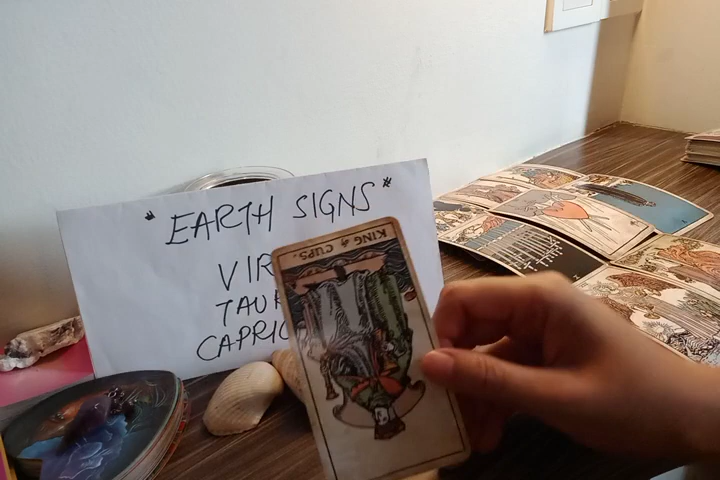 "EARTH SIGNS"
VIR
TAU
CAPRIC
KING of CUPS.